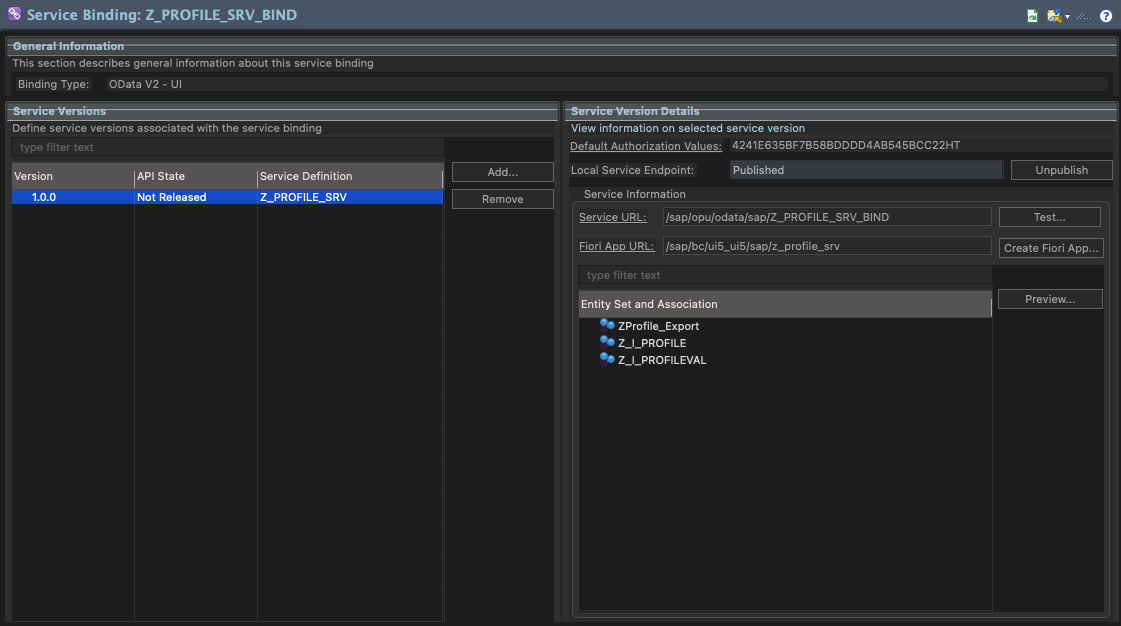 Service Binding: Z_PROFILE_SRV_BIND
General Information
This section describes general information about this service binding
Binding Type: OData V2 - UI
Service Versions
Define service versions associated with the service binding
type filter text
Version API State Service Definition
1.0.0 Not Released Z_PROFILE_SRV
Add...
Remove
Service Version Details
View information on selected service version
Default Authorization Values: 4241E635BF7B58BDDDD4AB545BCC22HT
Local Service Endpoint: Published Unpublish
Service Information
Service URL: /sap/opu/odata/sap/Z_PROFILE_SRV_BIND Test...
Fiori App URL: /sap/bc/ui5_ui5/sap/z_profile_srv Create Fiori App...
type filter text
Entity Set and Association Preview...
ZProfile_Export
Z_I_PROFILE
Z_I_PROFILEVAL